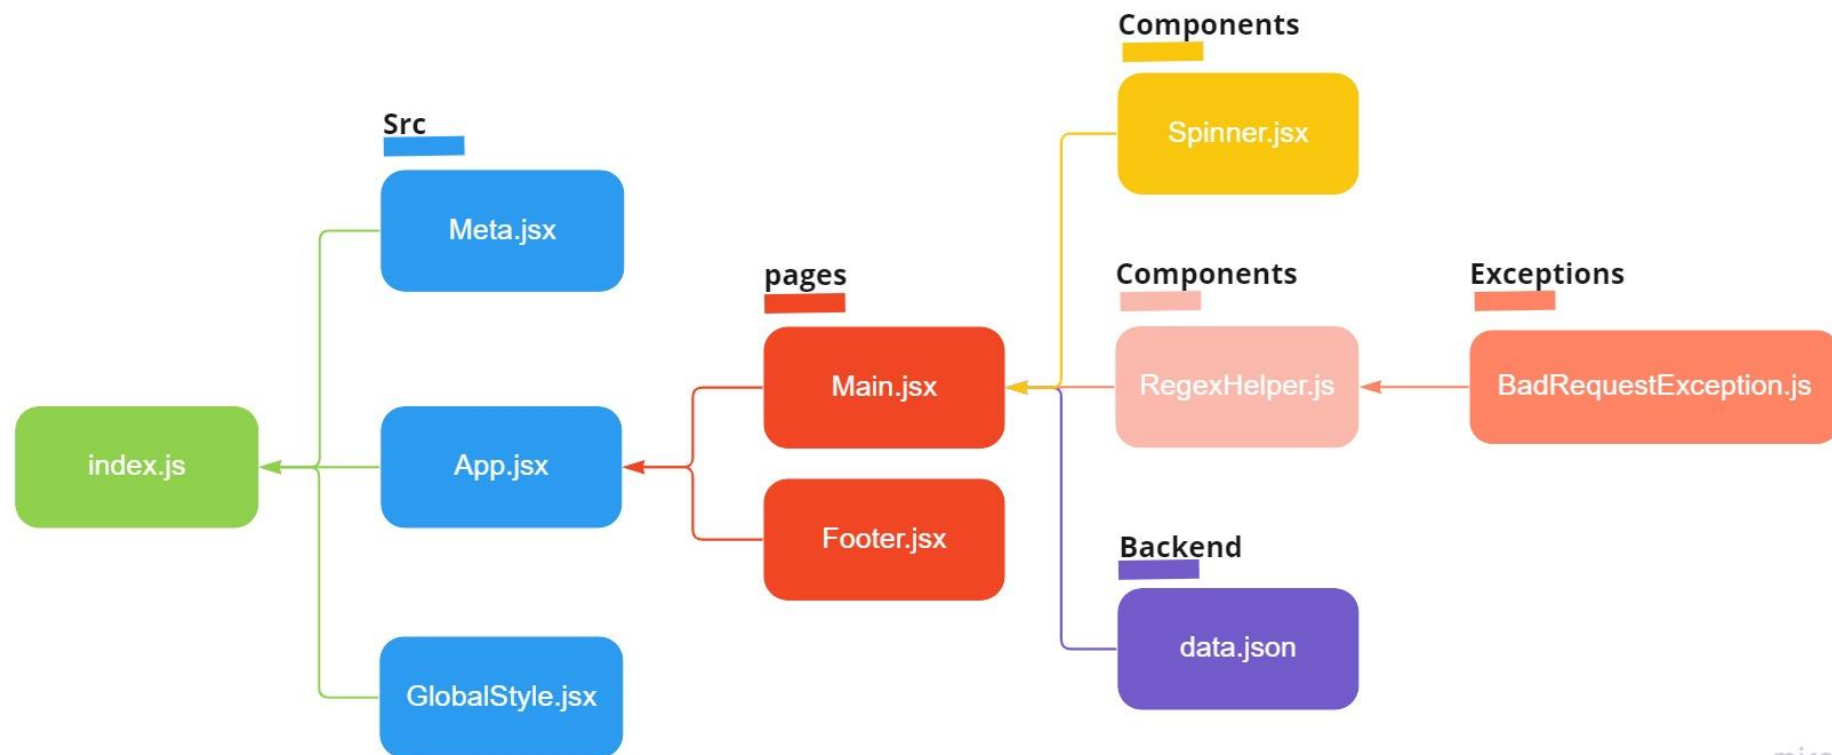 Components
Spinner.jsx
Src
Meta.jsx
pages
Main.jsx
Components
RegexHelper.js
Exceptions
BadRequestException.js
index.js
App.jsx
Footer.jsx
Backend
data.json
GlobalStyle.jsx